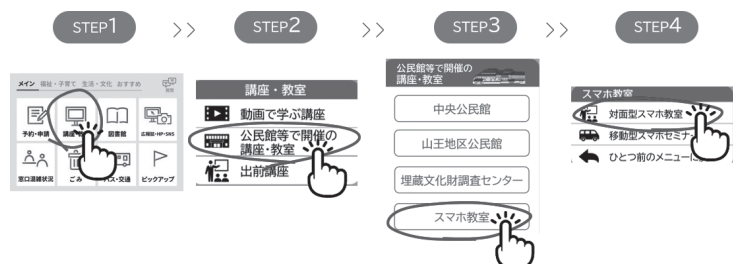 STEP1
>>
STEP2
>>
STEP3
>>
STEP4
メイン 福祉・子育て 生活・文化 おすすめ
予約・申請
講座・教
図書館
広報誌・HP・SNS
窓口混雑状況
ごみ
バス・交通
ピックアップ
講座・教室
動画で学ぶ講座
公民館等で開催の
講座・教室
出前講座
公民館等で開催の
講座・教室
中央公民館
山王地区公民館
埋蔵文化財調査センター
スマホ教室
スマホ教室
対面型スマホ教室
移動型スマホセミナ
ひとつ前のメニューに